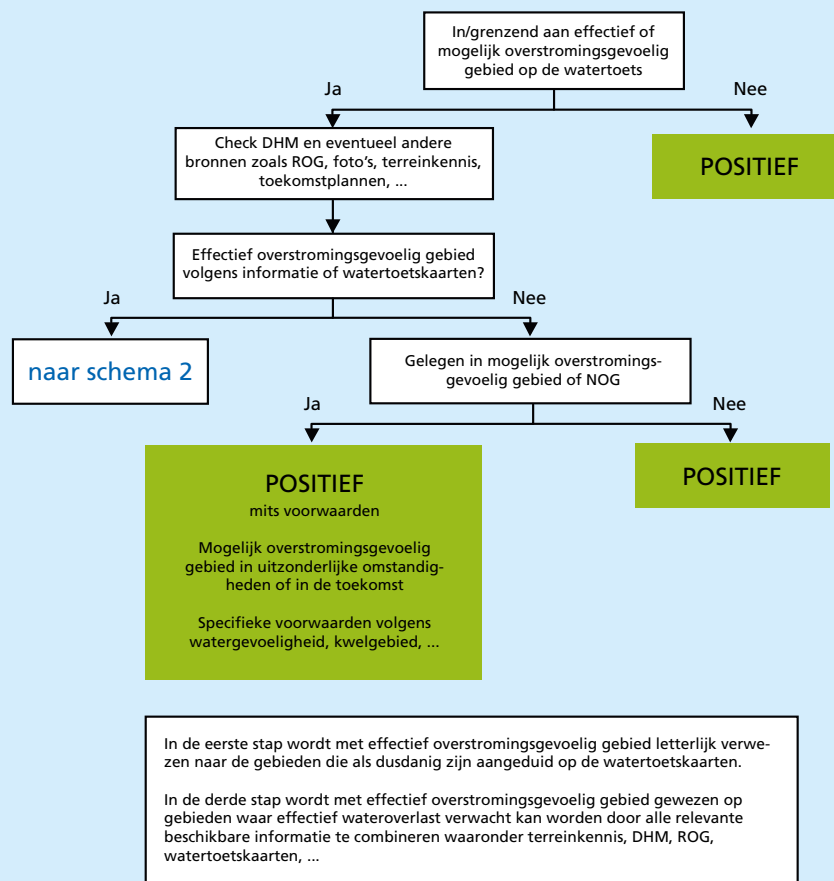 In/grenzend aan effectief of
mogelijk overstromingsgevoelig
gebied op de watertoets
Ja
Nee
Check DHM en eventueel andere
bronnen zoals ROG, foto's, terreinkennis,
toekomstplannen, ...
POSITIEF
Effectief overstromingsgevoelig gebied
volgens informatie of watertoetskaarten?
Ja
Nee
naar schema 2
Gelegen in mogelijk overstromings-
gevoelig gebied of NOG
Ja
Nee
POSITIEF
mits voorwaarden
Mogelijk overstromingsgevoelig
gebied in uitzonderlijke omstandig-
heden of in de toekomst
Specifieke voorwaarden volgens
watergevoeligheid, kwelgebied, ...
POSITIEF
In de eerste stap wordt met effectief overstromingsgevoelig gebied letterlijk verwe-
zen naar de gebieden die als dusdanig zijn aangeduid op de watertoetskaarten.
In de derde stap wordt met effectief overstromingsgevoelig gebied gewezen op
gebieden waar effectief wateroverlast verwacht kan worden door alle relevante
beschikbare informatie te combineren waaronder terreinkennis, DHM, ROG,
watertoetskaarten, ...